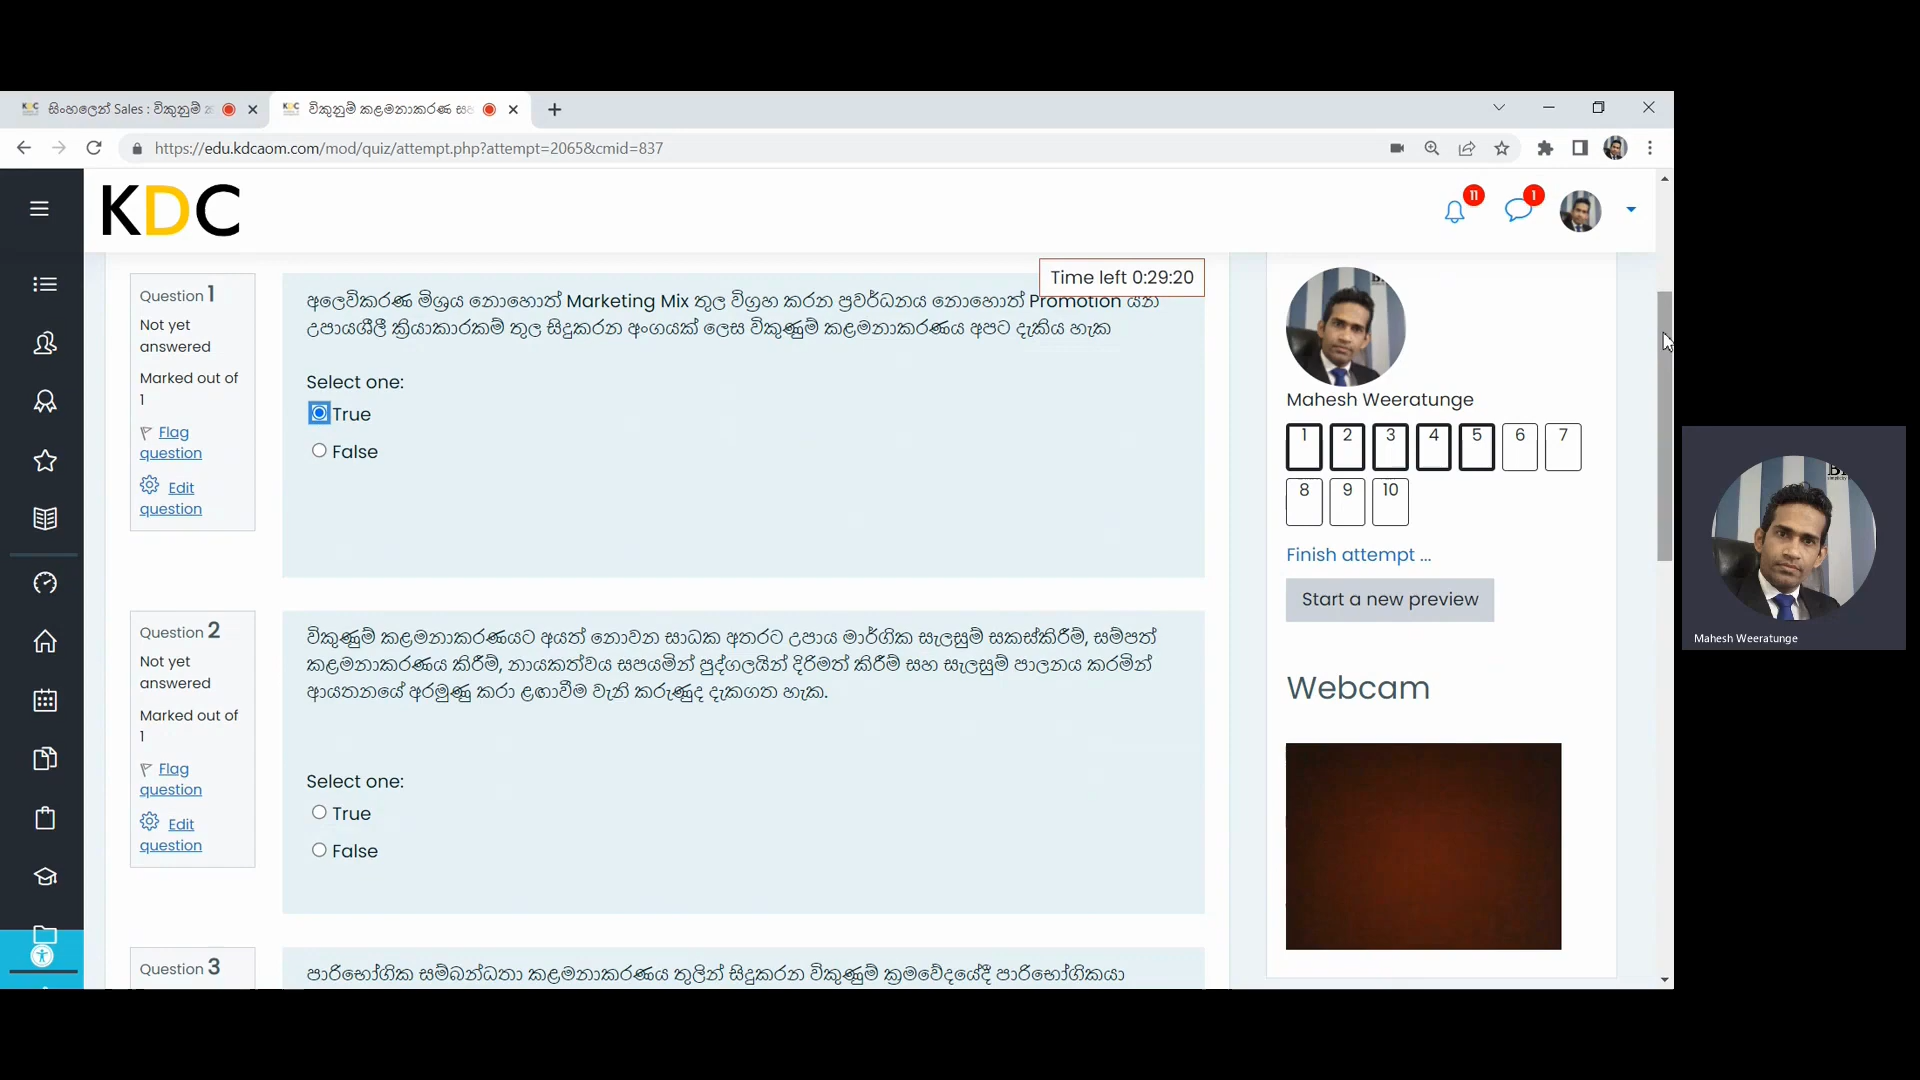 සිංහලෙන් Sales : විකුනුම්
විකුනුම් කළමනාකරණ සහ
https://edu.kdcaom.com/mod/quiz/attempt.php?attempt=2065&cmid=837
KDC
11
1
Time left 0:29:20
Question 1
Not yet
answered
Marked out of
1
Flag
question
Edit
question
අලෙවිකරණ මිශ්‍රය නොහොත් Marketing Mix තුල විග්‍රහ කරන ප්‍රවර්ධනය නොහොත් Promotion යන
උපායශීලී ක්‍රියාකාරකම් තුල සිදුකරන අංගයක් ලෙස විකුණුම් කළමනාකරණය අපට දැකිය හැක
Select one:
True
False
Question 2
Not yet
answered
Marked out of
1
Flag
question
Edit
question
විකුණුම් කළමනාකරණයට අයත් නොවන සාධක අතරට උපාය මාර්ගික සැලසුම් සකස්කිරීම්, සම්පත්
කළමනාකරණය කිරීම්, නායකත්වය සපයමින් පුද්ගලයින් දිරිමත් කිරීම් සහ සැලසුම් පාලනය කරමින්
ආයතනයේ අරමුණු කරා ළඟාවීම වැනි කරුණුද දැකගත හැක.
Select one:
True
False
Question 3
පාරිභෝගික සම්බන්ධතා කළමනාකරණය තුලින් සිදුකරන විකුණුම් ක්‍රමවේදයේදී පාරිභෝගිකයා
Mahesh Weeratunge
1 2 3 4 5 6 7
8 9 10
Finish attempt ...
Start a new preview
Webcam
Mahesh Weeratunge